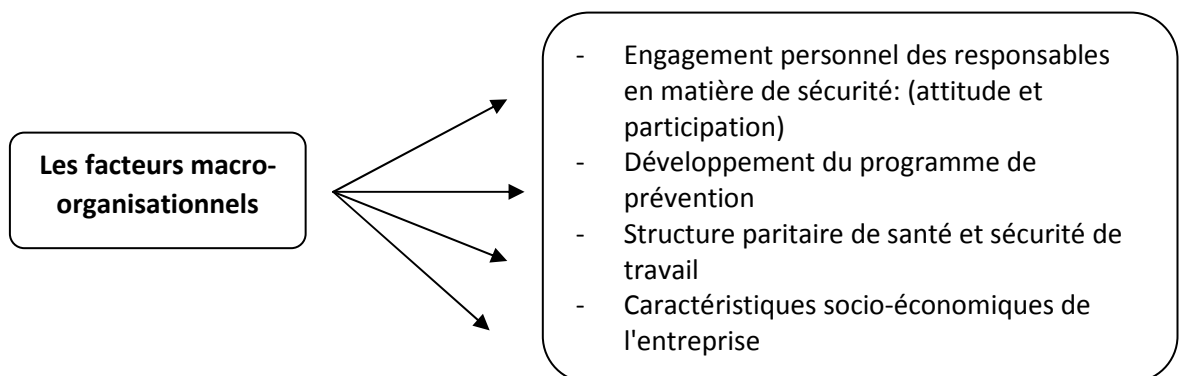 Les facteurs macro-
organisationnels
- Engagement personnel des responsables
en matière de sécurité: (attitude et
participation)
- Développement du programme de
prévention
- Structure paritaire de santé et sécurité de
travail
- Caractéristiques socio-économiques de
l'entreprise